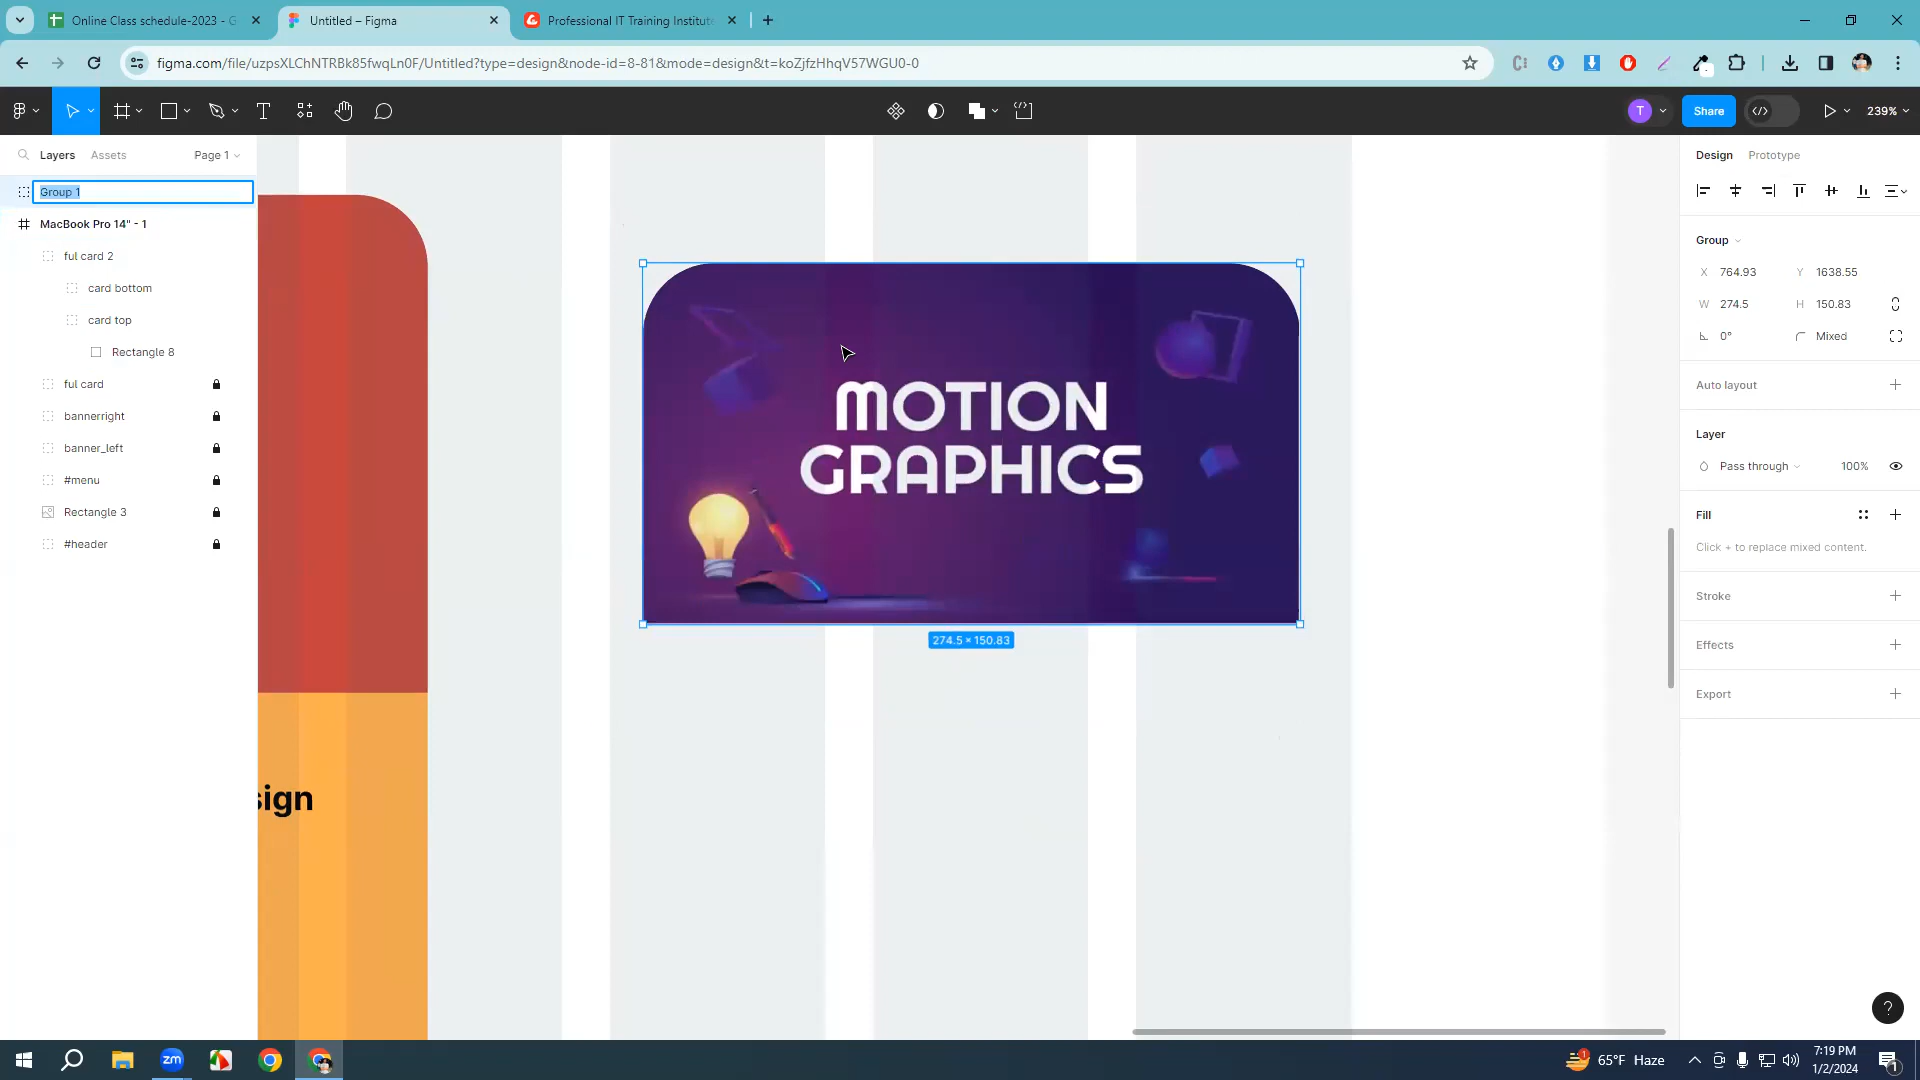 Online Class schedule-2023 - G
Untitled – Figma
Professional IT Training Institute
figma.com/file/uzpsXLChNTRBk85fwqLn0F/Untitled?type=design&node-id=8-81&mode=design&t=koZjfzHhqV57WGU0-0
T
Share
239%
Layers
Assets
Page 1
Group 1
MacBook Pro 14" - 1
ful card 2
card bottom
card top
Rectangle 8
ful card
bannerright
banner_left
#menu
Rectangle 3
#header
sign
MOTION
GRAPHICS
274.5 × 150.83
Design
Prototype
Group
X 764.93 Y 1638.55
W 274.5 H 150.83
0° Mixed
Auto layout
Layer
Pass through 100%
Fill
Click + to replace mixed content.
Stroke
Effects
Export
?
zm
1
65°F Haze
7:19 PM
1/2/2024
1